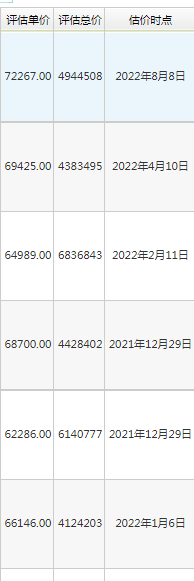 评估单价 评估总价 估价时点
72267.00 4944508 2022年8月8日
69425.00 4383495 2022年4月10日
64989.00 6836843 2022年2月11日
68700.00 4428402 2021年12月29日
62286.00 6140777 2021年12月29日
66146.00 4124203 2022年1月6日